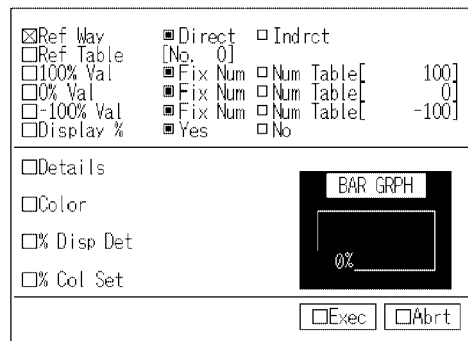 Ref Way Direct Indrct
Ref Table [No. 0]
100% Val Fix Num Num Table[ 100]
0% Val Fix Num Num Table[ 0]
-100% Val Fix Num Num Table[ -100]
Display % Yes No
Details
Color
% Disp Det
% Col Set
BAR GRPH
0%
Exec Abrt